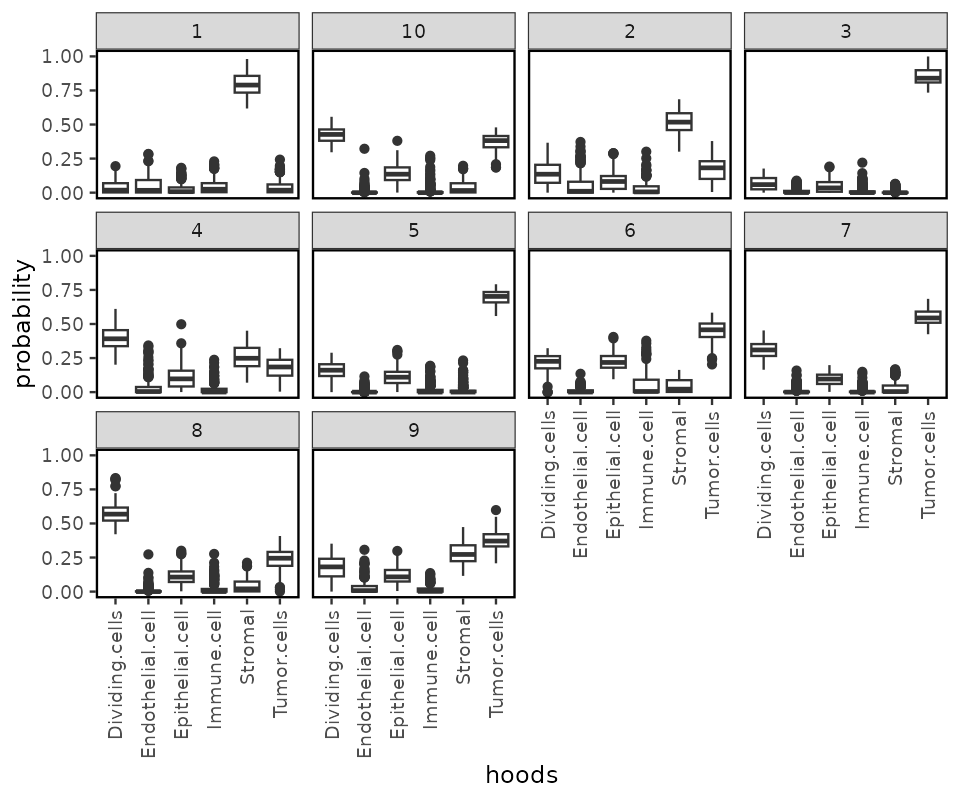 1 10 2 3
1.00
0.75
0.50
0.25
0.00
4 5 6 7
1.00
0.75
0.50
0.25
0.00
probability
8 9
1.00
0.75
0.50
0.25
0.00
Dividing.cells
Endothelial.cell
Epithelial.cell
Immune.cell
Stromal
Tumor.cells
Dividing.cells
Endothelial.cell
Epithelial.cell
Immune.cell
Stromal
Tumor.cells
Dividing.cells
Endothelial.cell
Epithelial.cell
Immune.cell
Stromal
Tumor.cells
Dividing.cells
Endothelial.cell
Epithelial.cell
Immune.cell
Stromal
Tumor.cells
hoods